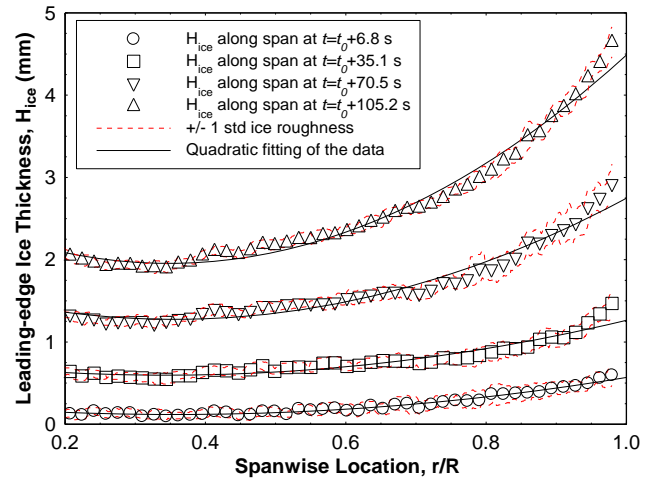 Leading-edge Ice Thickness, H_ice (mm)
5
4
3
2
1
0
H_ice along span at t=t_0+6.8 s
H_ice along span at t=t_0+35.1 s
H_ice along span at t=t_0+70.5 s
H_ice along span at t=t_0+105.2 s
+/- 1 std ice roughness
Quadratic fitting of the data
0.2 0.4 0.6 0.8 1.0
Spanwise Location, r/R